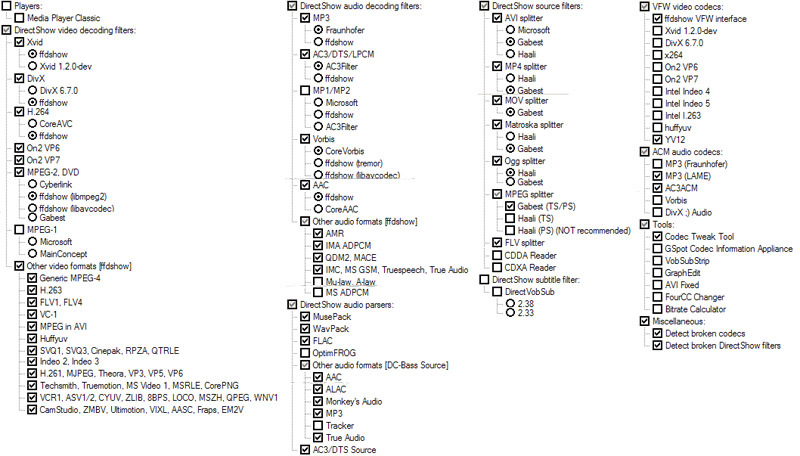 Players:
Media Player Classic
DirectShow video decoding filters:
Xvid
ffdshow
Xvid 1.2.0-dev
DivX
DivX 6.7.0
ffdshow
H.264
CoreAVC
ffdshow
On2 VP6
On2 VP7
MPEG-2, DVD
Cyberlink
ffdshow (libmpeg2)
ffdshow (libavcodec)
Gabest
MPEG-1
Microsoft
MainConcept
Other video formats [ffdshow]
Generic MPEG-4
H.263
FLV1, FLV4
VC-1
MPEG in AVI
Huffyuv
SVQ1, SVQ3, Cinepak, RPZA, QTRLE
Indeo 2, Indeo 3
H.261, MJPEG, Theora, VP3, VP5, VP6
Techsmith, Truemotion, MS Video 1, MSRLE, CorePNG
VCR1, ASV1/2, CYUV, ZLIB, 8BPS, LOCO, MSZH, QPEG, WNV1
CamStudio, ZMBV, Ultimotion, VIXL, AASC, Fraps, EM2V
DirectShow audio decoding filters:
MP3
Fraunhofer
ffdshow
AC3/DTS/LPCM
AC3Filter
ffdshow
MP1/MP2
Microsoft
ffdshow
AC3Filter
Vorbis
CoreVorbis
ffdshow (tremor)
ffdshow (libavcodec)
AAC
ffdshow
CoreAAC
Other audio formats [ffdshow]
AMR
IMA ADPCM
QDM2, MACE
IMC, MS GSM, Truespeech, True Audio
Mu-law, A-law
MS ADPCM
DirectShow audio parsers:
MusePack
WavPack
FLAC
OptimFROG
Other audio formats [DC-Bass Source]
AAC
ALAC
Monkey's Audio
MP3
Tracker
True Audio
AC3/DTS Source
DirectShow source filters:
AVI splitter
Microsoft
Gabest
Haali
MP4 splitter
Haali
Gabest
MOV splitter
Gabest
Matroska splitter
Haali
Gabest
Ogg splitter
Haali
Gabest
MPEG splitter
Gabest (TS/PS)
Haali (TS)
Haali (PS) (NOT recommended)
FLV splitter
CDDA Reader
CDXA Reader
DirectShow subtitle filter:
DirectVobSub
2.38
2.33
VFW video codecs:
ffdshow VFW interface
Xvid 1.2.0-dev
DivX 6.7.0
x264
On2 VP6
On2 VP7
Intel Indeo 4
Intel Indeo 5
Intel I.263
huffyuv
YV12
ACM audio codecs:
MP3 (Fraunhofer)
MP3 (LAME)
AC3ACM
Vorbis
DivX ;) Audio
Tools:
Codec Tweak Tool
GSpot Codec Information Appliance
VobSubStrip
GraphEdit
AVI Fixed
FourCC Changer
Bitrate Calculator
Miscellaneous:
Detect broken codecs
Detect broken DirectShow filters